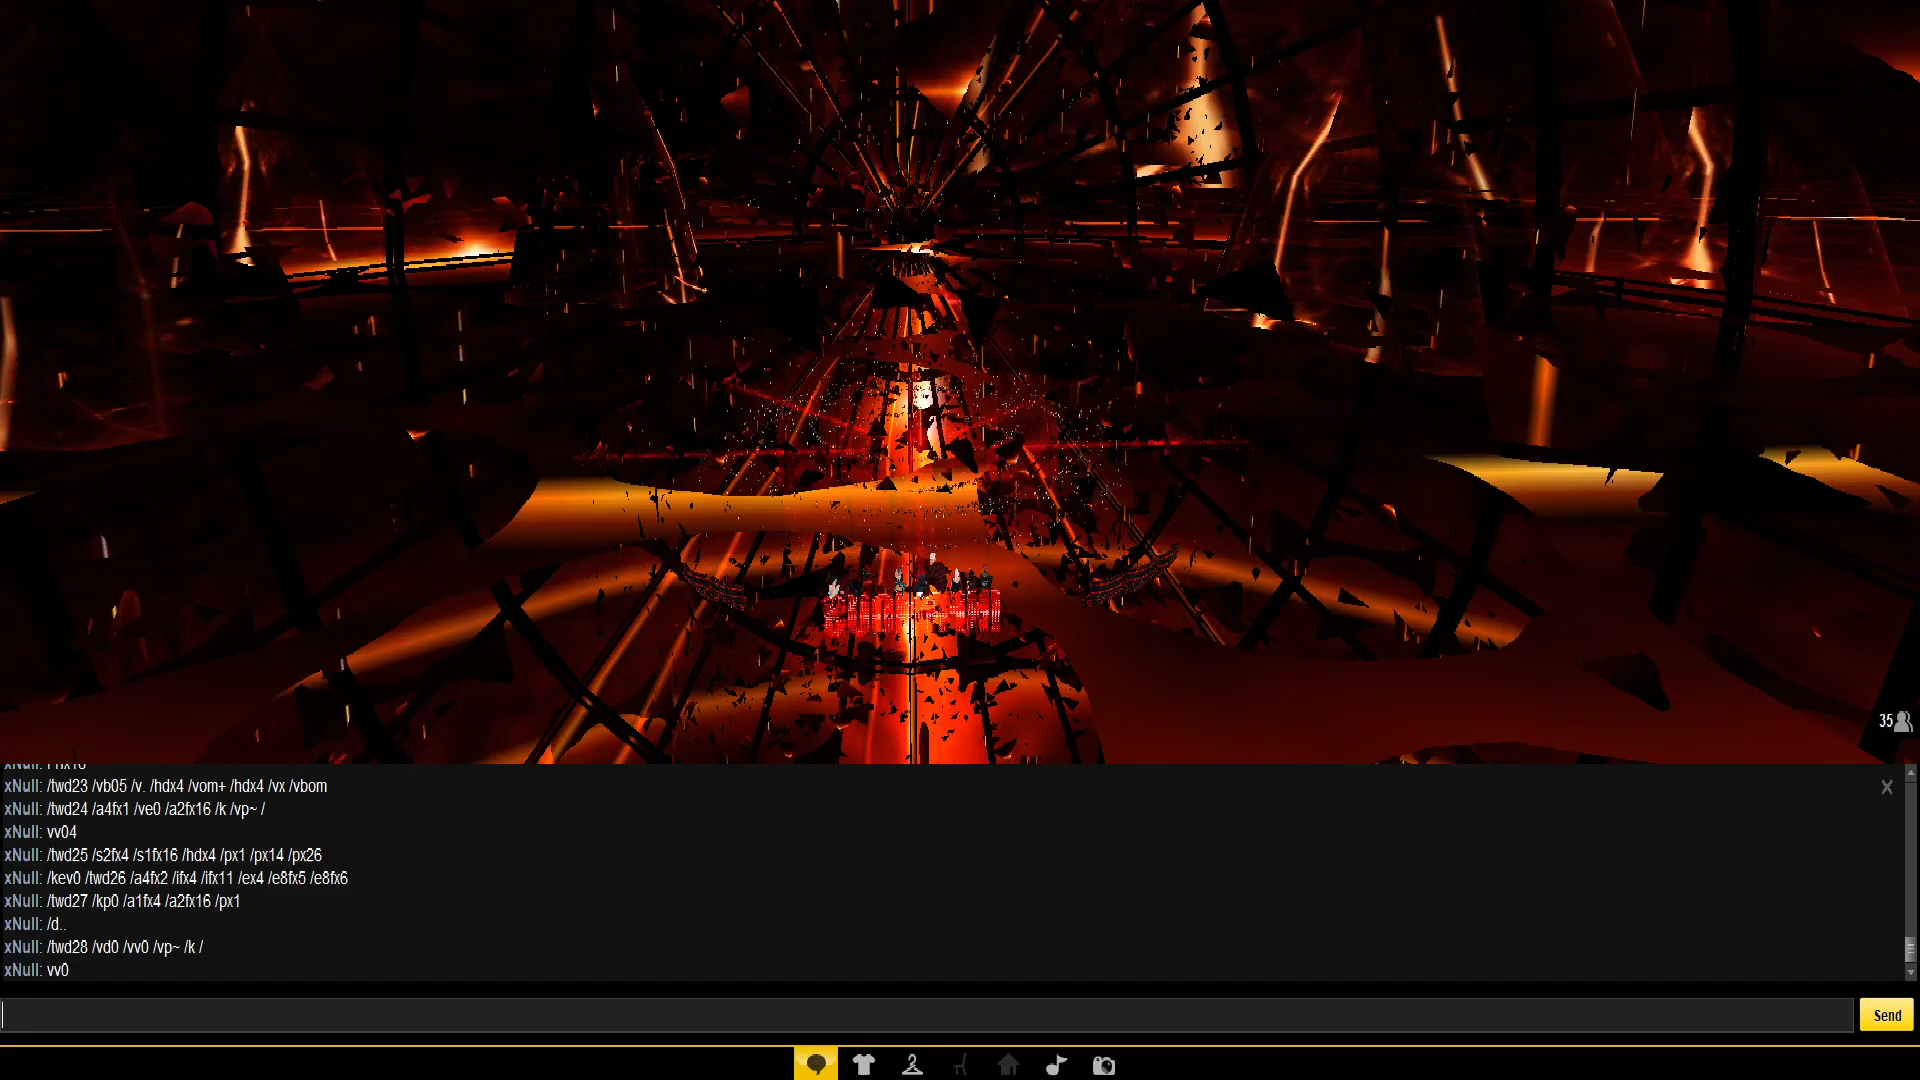 35
xNull: /twd23 /vb05 /v. /hdx4 /vom+ /hdx4 /vx /vbom
xNull: /twd24 /a4fx1 /ve0 /a2fx16 /k /vp~ /
xNull: vv04
xNull: /twd25 /s2fx4 /s1fx16 /hdx4 /px1 /px14 /px26
xNull: /kev0 /twd26 /a4fx2 /ifx4 /ifx11 /ex4 /e8fx5 /e8fx6
xNull: /twd27 /kp0 /a1fx4 /a2fx16 /px1
xNull: /d..
xNull: /twd28 /vd0 /vv0 /vp~ /k /
xNull: vv0
Send